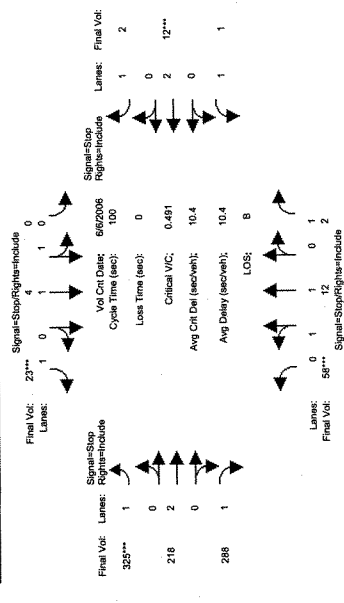 Signal=Stop/Rights=Include
Final Vol: 23*** 4 0
Lanes: 1 0 1 1 0
Signal=Stop
Final Vol: Lanes: Rights=Include
325*** 1
0
218 2
0
288 1
Vol Cnt Date: 6/6/2006
Cycle Time (sec): 100
Loss Time (sec): 0
Critical V/C: 0.491
Avg Crit Del (sec/veh): 10.4
Avg Delay (sec/veh): 10.4
LOS: B
Signal=Stop
Rights=Include Lanes: Final Vol:
1 2
0
2 12***
0
1 1
Lanes: 0 1 1 0 1
Final Vol: 58*** 12 2
Signal=Stop/Rights=Include